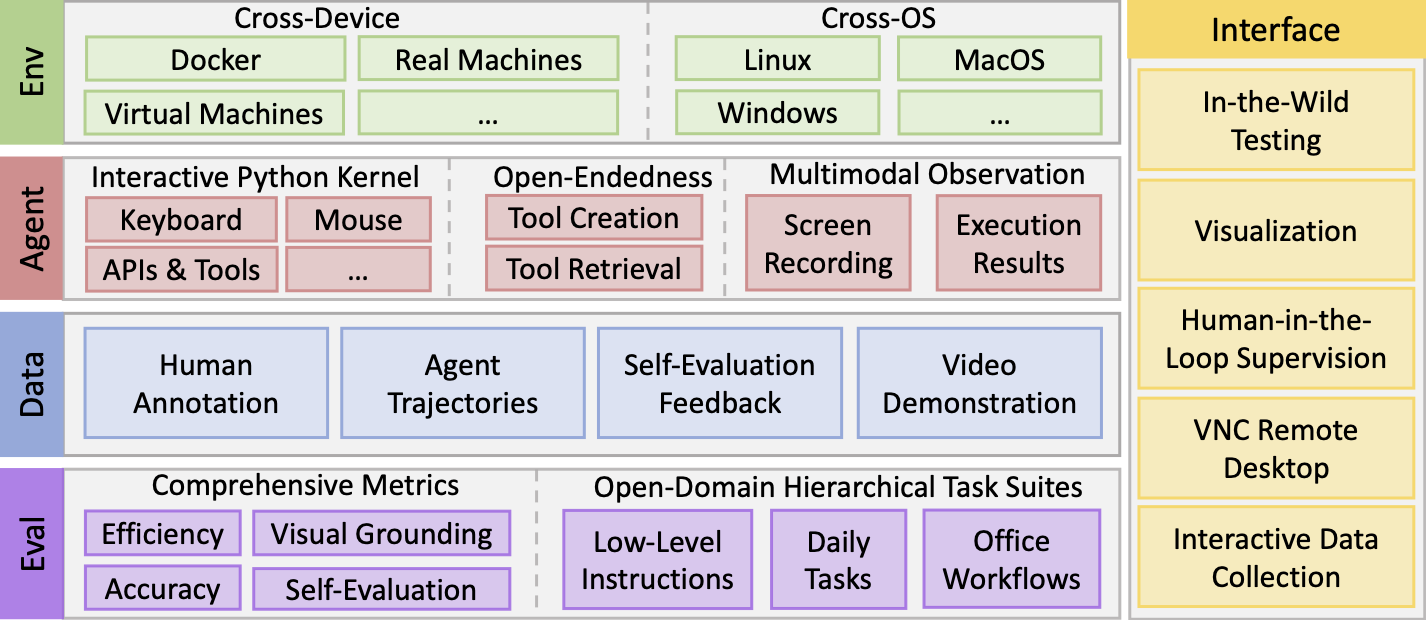 Env
Cross-Device
Docker
Real Machines
Virtual Machines
...
Cross-OS
Linux
MacOS
Windows
...
Agent
Interactive Python Kernel
Keyboard
Mouse
APIs & Tools
...
Open-Endedness
Tool Creation
Tool Retrieval
Multimodal Observation
Screen
Recording
Execution
Results
Data
Human
Annotation
Agent
Trajectories
Self-Evaluation
Feedback
Video
Demonstration
Eval
Comprehensive Metrics
Efficiency
Visual Grounding
Accuracy
Self-Evaluation
Open-Domain Hierarchical Task Suites
Low-Level
Instructions
Daily
Tasks
Office
Workflows
Interface
In-the-Wild
Testing
Visualization
Human-in-the-
Loop Supervision
VNC Remote
Desktop
Interactive Data
Collection